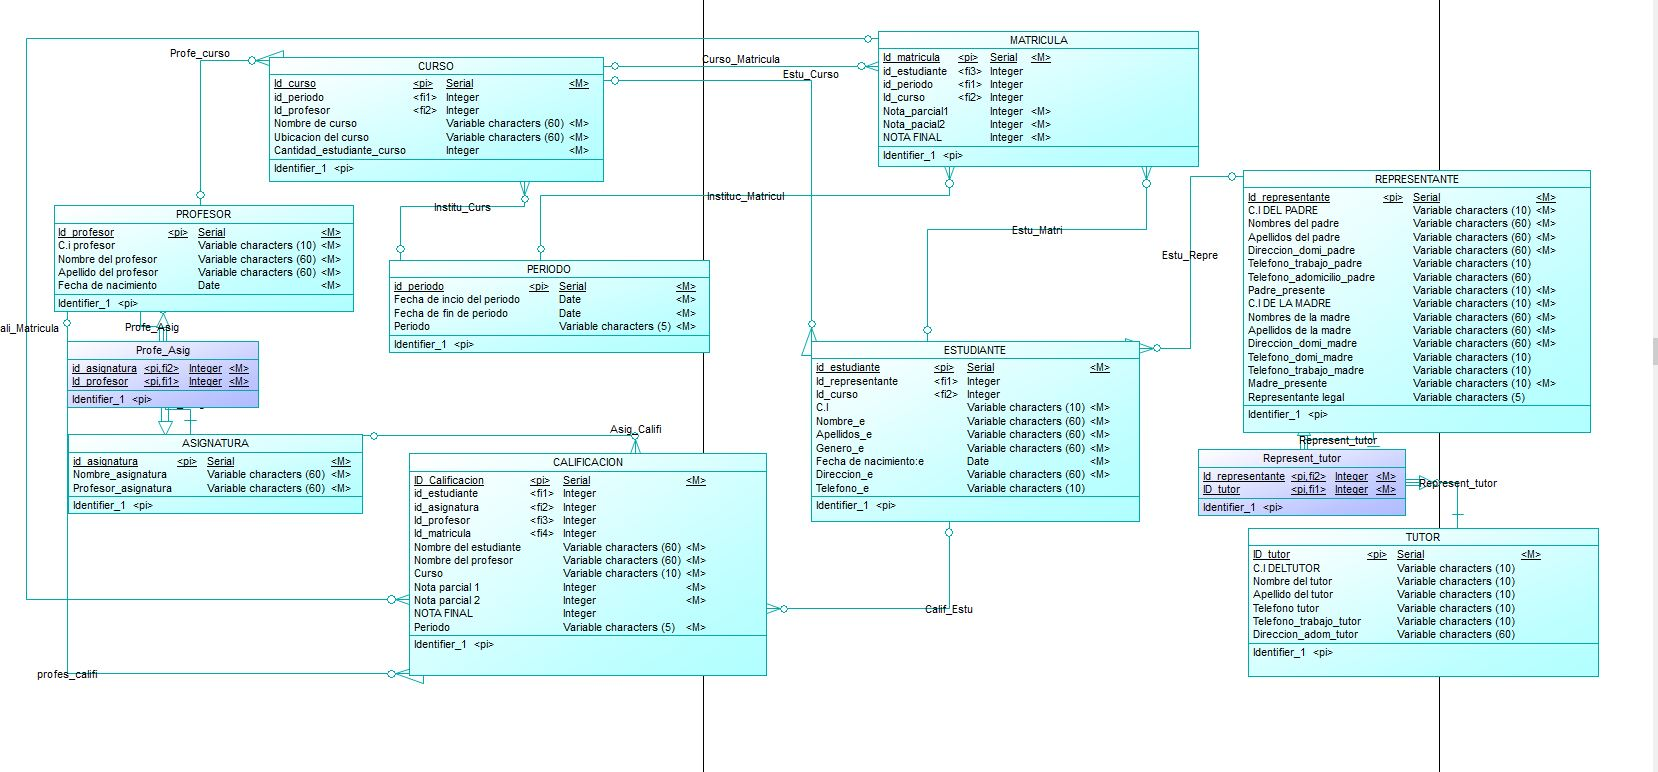 Profe_curso
CURSO
Id_curso <pi> Serial <M>
id_periodo <fi1> Integer
Id_profesor <fi2> Integer
Nombre de curso Variable characters (60) <M>
Ubicacion del curso Variable characters (60) <M>
Cantidad_estudiante_curso Integer <M>
Identifier_1 <pi>
Curso_Matricula
Estu_Curso
MATRICULA
Id_matricula <pi> Serial <M>
id_estudiante <fi3> Integer
id_periodo <fi1> Integer
Id_curso <fi2> Integer
Nota_parcial1 Integer <M>
Nota_pacial2 Integer <M>
NOTA FINAL Integer <M>
Identifier_1 <pi>
Institu_Curs
Instituc_Matricul
Estu_Matri
Estu_Repre
REPRESENTANTE
Id_representante <pi> Serial <M>
C.I DEL PADRE Variable characters (10) <M>
Nombres del padre Variable characters (60) <M>
Apellidos del padre Variable characters (60) <M>
Direccion_domi_padre Variable characters (60) <M>
Telefono_trabajo_padre Variable characters (10)
Telefono_adomicilio_padre Variable characters (60)
Padre_presente Variable characters (10) <M>
C.I DE LA MADRE Variable characters (10) <M>
Nombres de la madre Variable characters (60) <M>
Apellidos de la madre Variable characters (60) <M>
Direccion_domi_madre Variable characters (60) <M>
Telefono_domi_madre Variable characters (10)
Telefono_trabajo_madre Variable characters (10)
Madre_presente Variable characters (10) <M>
Representante legal Variable characters (5)
Identifier_1 <pi>
PROFESOR
Id_profesor <pi> Serial <M>
C.i profesor Variable characters (10) <M>
Nombre del profesor Variable characters (60) <M>
Apellido del profesor Variable characters (60) <M>
Fecha de nacimiento Date <M>
Identifier_1 <pi>
PERIODO
id_periodo <pi> Serial <M>
Fecha de incio del periodo Date <M>
Fecha de fin de periodo Date <M>
Periodo Variable characters (5) <M>
Identifier_1 <pi>
ali_Matricula
Profe_Asig
Profe_Asig
id_asignatura <pi,fi2> Integer <M>
Id_profesor <pi,fi1> Integer <M>
Identifier_1 <pi>
ESTUDIANTE
id_estudiante <pi> Serial <M>
Id_representante <fi1> Integer
Id_curso <fi2> Integer
C.I Variable characters (10) <M>
Nombre_e Variable characters (60) <M>
Apellidos_e Variable characters (60) <M>
Genero_e Variable characters (60) <M>
Fecha de nacimiento:e Date <M>
Direccion_e Variable characters (60) <M>
Telefono_e Variable characters (10)
Identifier_1 <pi>
ASIGNATURA
id_asignatura <pi> Serial <M>
Nombre_asignatura Variable characters (60) <M>
Profesor_asignatura Variable characters (60) <M>
Identifier_1 <pi>
Asig_Califi
CALIFICACION
ID_Calificacion <pi> Serial <M>
id_estudiante <fi1> Integer
id_asignatura <fi2> Integer
Id_profesor <fi3> Integer
Id_matricula <fi4> Integer
Nombre del estudiante Variable characters (60) <M>
Nombre del profesor Variable characters (60) <M>
Curso Variable characters (10) <M>
Nota parcial 1 Integer <M>
Nota parcial 2 Integer <M>
NOTA FINAL Integer
Periodo Variable characters (5) <M>
Identifier_1 <pi>
Calif_Estu
profes_califi
Represent_tutor
Represent_tutor
Id_representante <pi,fi2> Integer <M>
ID_tutor <pi,fi1> Integer <M>
Identifier_1 <pi>
Represent_tutor
TUTOR
ID_tutor <pi> Serial <M>
C.I DELTUTOR Variable characters (10)
Nombre del tutor Variable characters (10)
Apellido del tutor Variable characters (10)
Telefono tutor Variable characters (10)
Telefono_trabajo_tutor Variable characters (10)
Direccion_adom_tutor Variable characters (60)
Identifier_1 <pi>